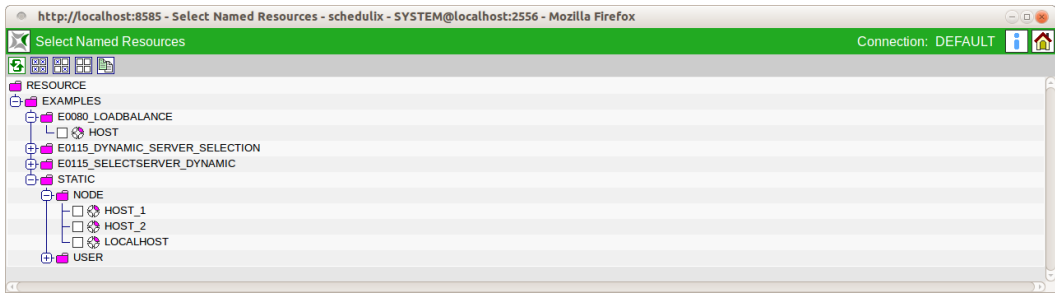 http://localhost:8585 - Select Named Resources - schedulix - SYSTEM@localhost:2556 - Mozilla Firefox
Select Named Resources Connection: DEFAULT
RESOURCE
EXAMPLES
E0080_LOADBALANCE
HOST
E0115_DYNAMIC_SERVER_SELECTION
E0115_SELECTSERVER_DYNAMIC
STATIC
NODE
HOST_1
HOST_2
LOCALHOST
USER